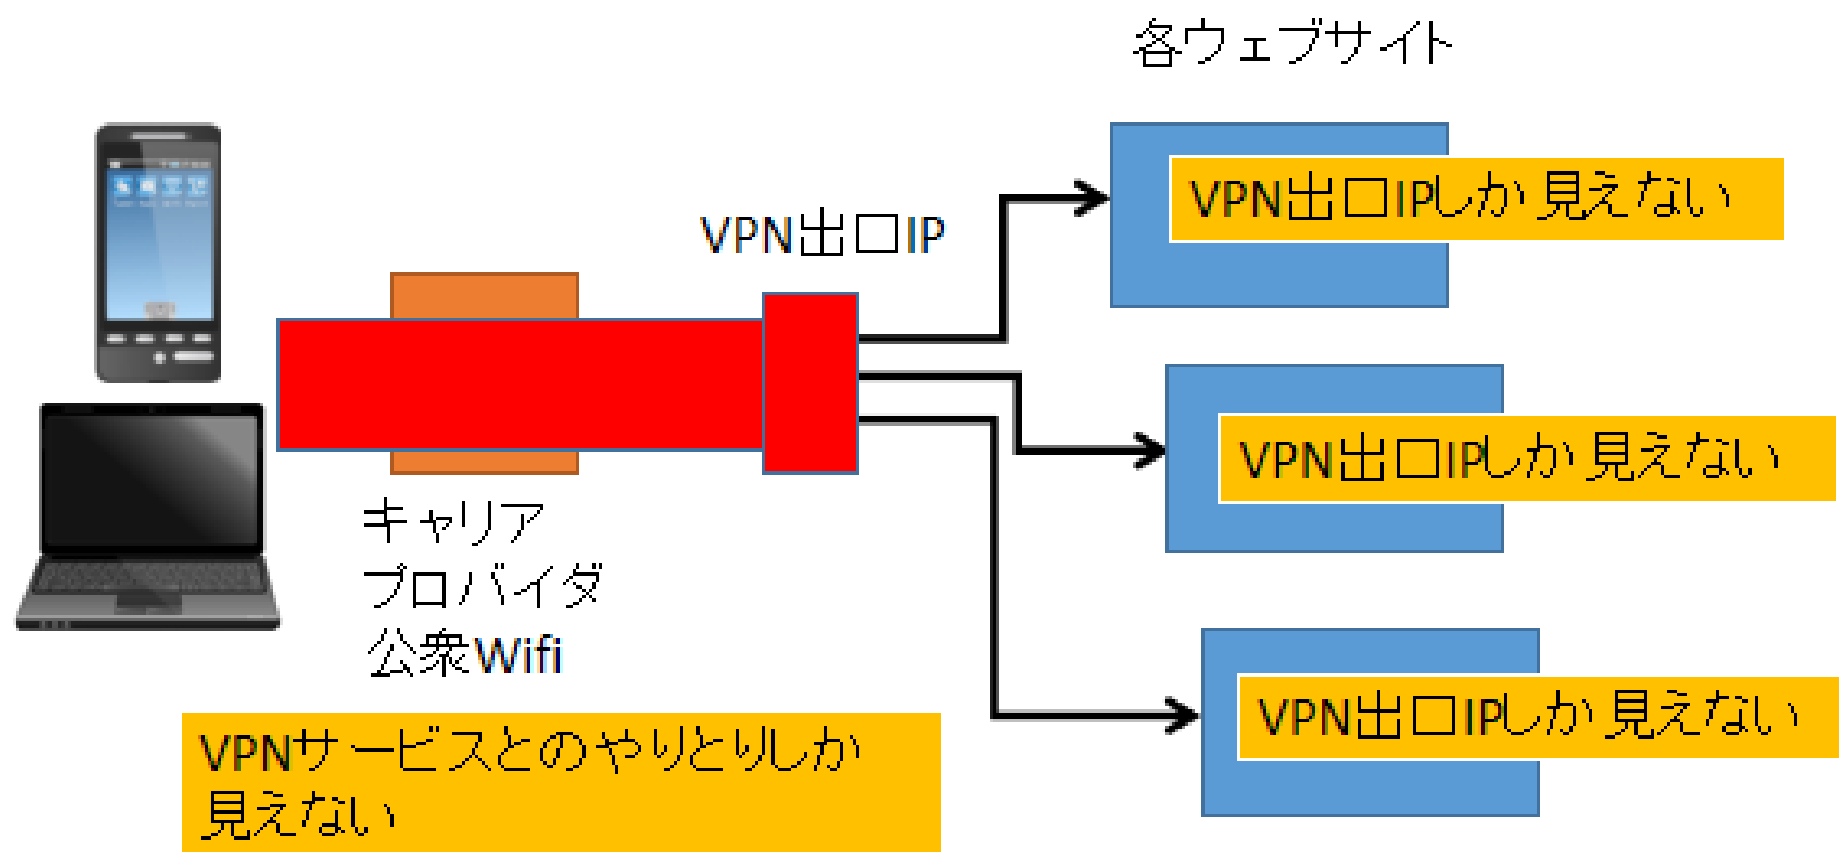 各ウェブサイト
VPN出口IPしか見えない
VPN出口IP
VPN出口IPしか見えない
キャリア
プロバイダ
公衆Wifi
VPN出口IPしか見えない
VPNサービスとのやりとりしか
見えない